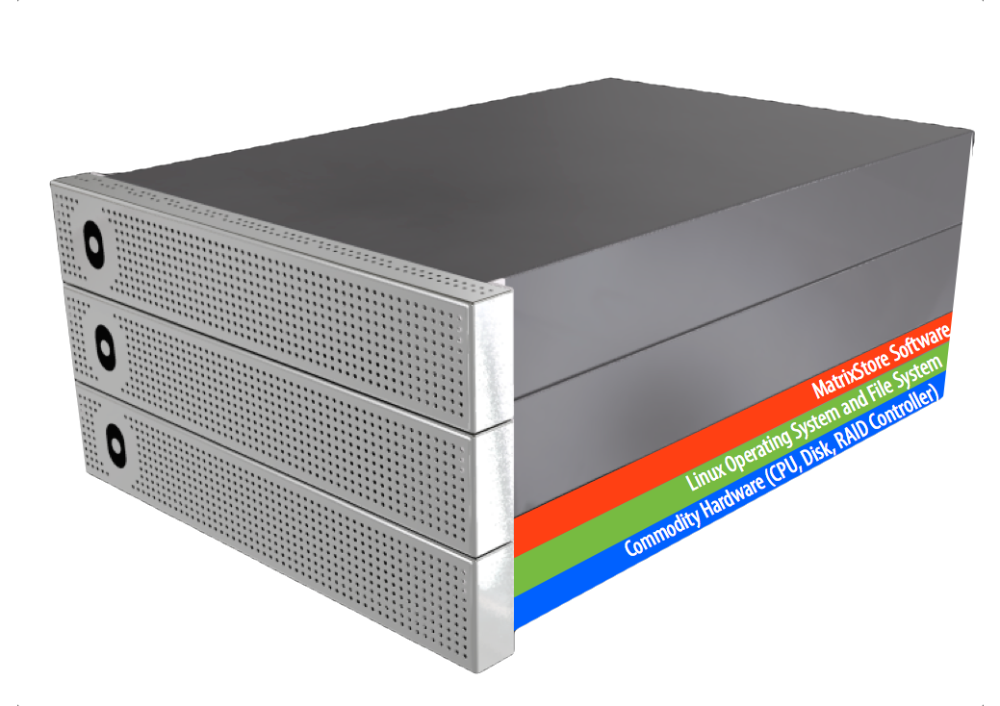 MatrixStore Software
Linux Operating System and File System
Commodity Hardware (CPU, Disk, RAID Controller)